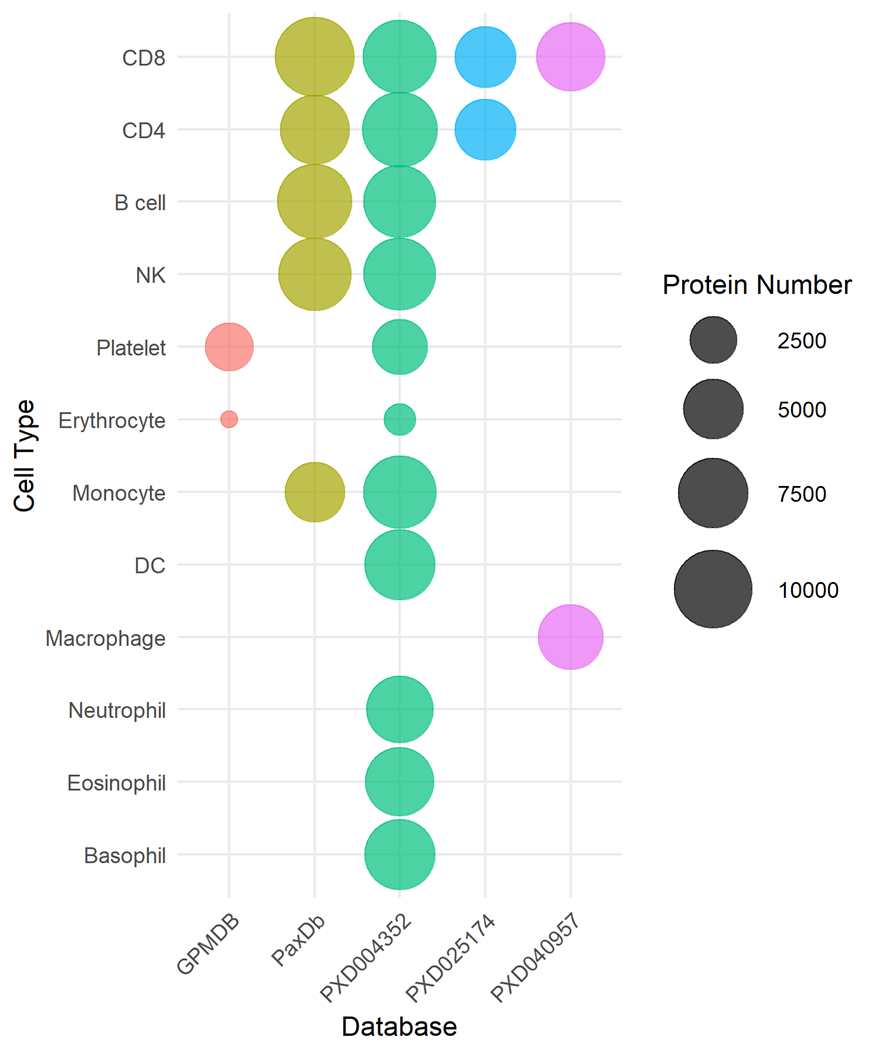 CD8
CD4
B cell
NK
Platelet
Erythrocyte
Monocyte
DC
Macrophage
Neutrophil
Eosinophil
Basophil
Cell Type
GPMDB
PaxDb
PXD004352
PXD025174
PXD040957
Database
Protein Number
2500
5000
7500
10000